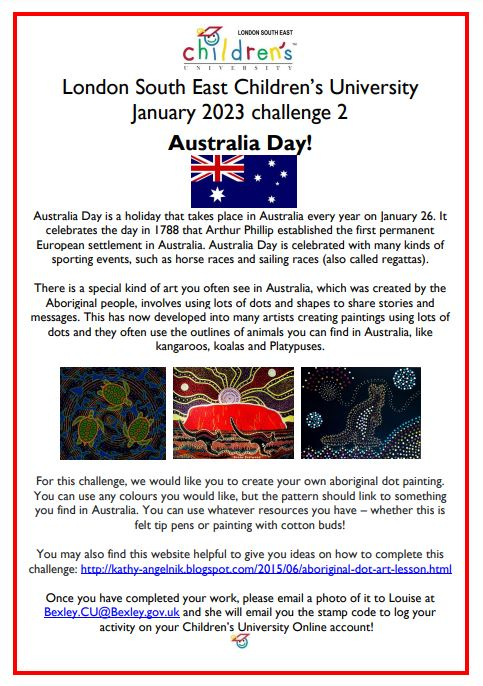 LONDON SOUTH EAST
children's
UNIVERSITY
London South East Children's University
January 2023 challenge 2
Australia Day!
Australia Day is a holiday that takes place in Australia every year on January 26. It
celebrates the day in 1788 that Arthur Phillip established the first permanent
European settlement in Australia. Australia Day is celebrated with many kinds of
sporting events, such as horse races and sailing races (also called regattas).
There is a special kind of art you often see in Australia, which was created by the
Aboriginal people, involves using lots of dots and shapes to share stories and
messages. This has now developed into many artists creating paintings using lots of
dots and they often use the outlines of animals you can find in Australia, like
kangaroos, koalas and Platypuses.
For this challenge, we would like you to create your own aboriginal dot painting.
You can use any colours you would like, but the pattern should link to something
you find in Australia. You can use whatever resources you have – whether this is
felt tip pens or painting with cotton buds!
You may also find this website helpful to give you ideas on how to complete this
challenge: http://kathy-angelnik.blogspot.com/2015/06/aboriginal-dot-art-lesson.html
Once you have completed your work, please email a photo of it to Louise at
Bexley.CU@Bexley.gov.uk and she will email you the stamp code to log your
activity on your Children's University Online account!